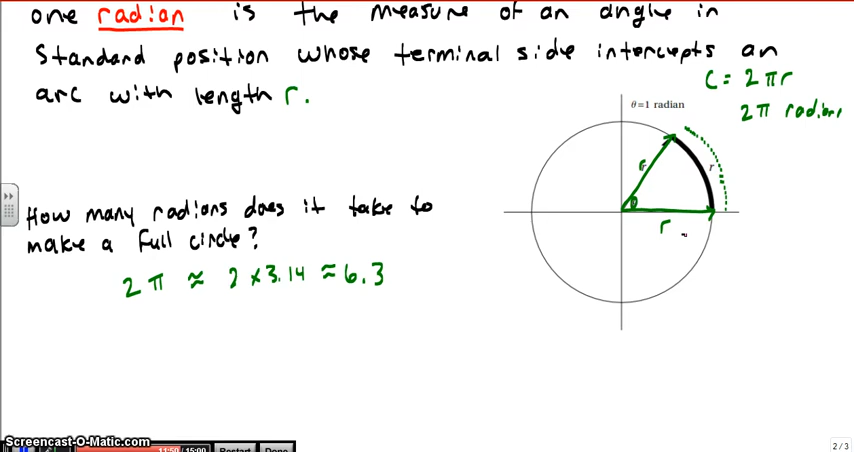 one radian is the measure of an angle in
Standard position whose terminal side intercepts an
arc with length r.
C = 2πr
2π radians
θ=1 radian
r
r
θ
r
How many radians does it take to
make a full circle?
2π ≈ 2 × 3.14 ≈ 6.3
Screencast-O-Matic.com
11:50 / 15:00 Restart Done
2 / 3